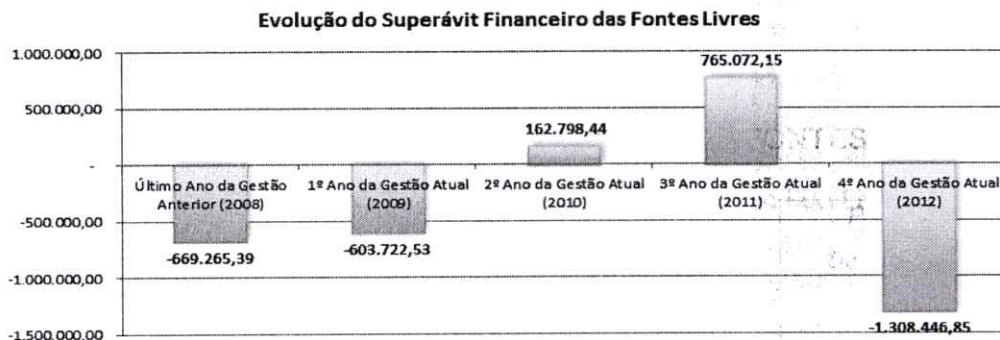 Evolução do Superávit Financeiro das Fontes Livres
1.000.000,00
500.000,00
-
-500.000,00
-1.000.000,00
-1.500.000,00
765.072,15
162.798,44
Último Ano da Gestão
Anterior (2008)
1º Ano da Gestão Atual
(2009)
2º Ano da Gestão Atual
(2010)
3º Ano da Gestão Atual
(2011)
4º Ano da Gestão Atual
(2012)
-669.265,39
-603.722,53
-1.308.446,85